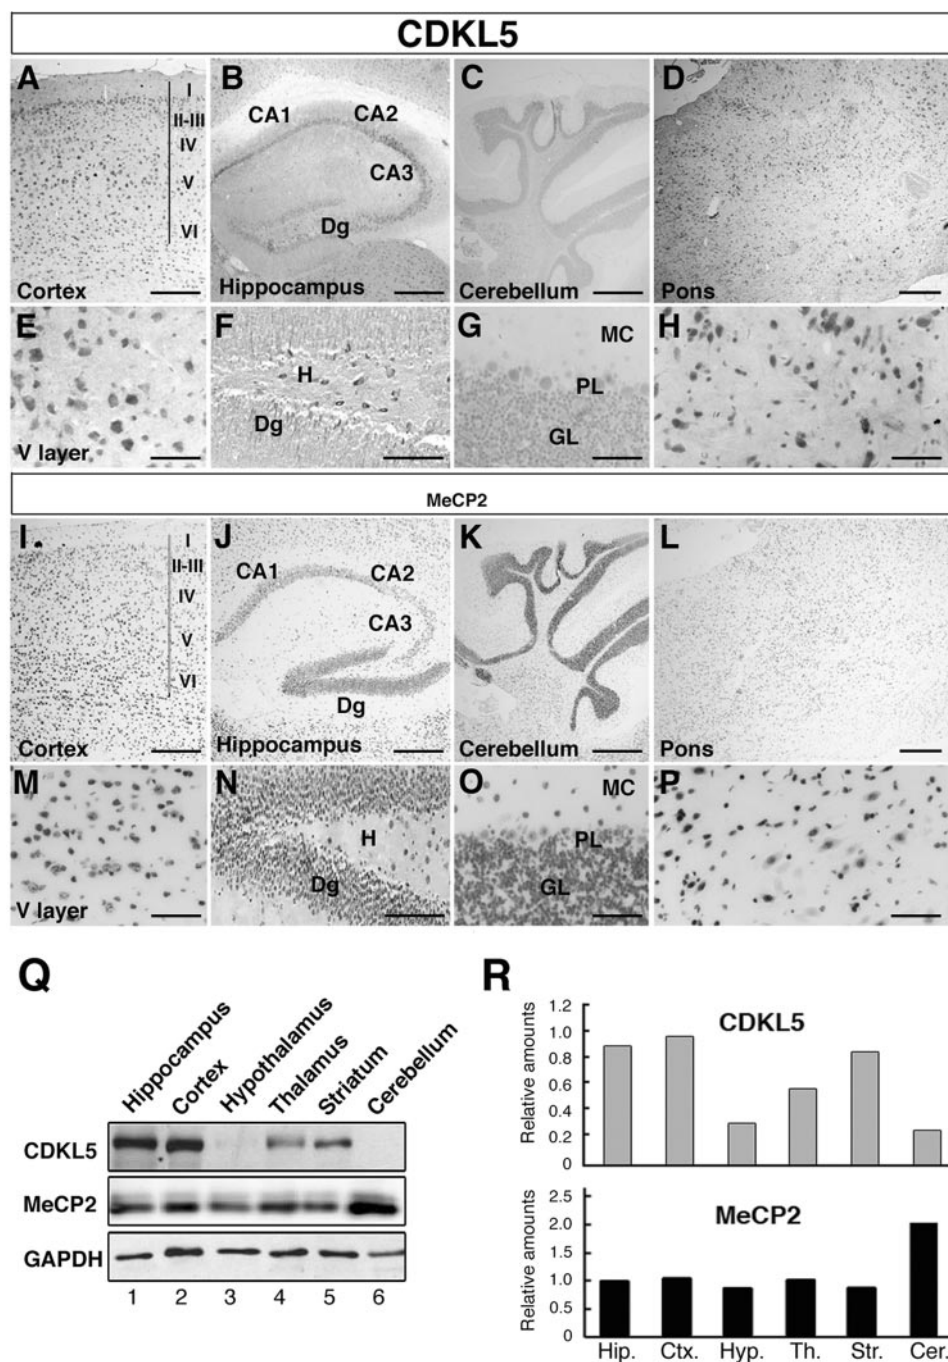 CDKL5
A
I
II-III
IV
V
VI
Cortex
B
CA1
CA2
CA3
Dg
Hippocampus
C
Cerebellum
D
Pons
E
V layer
F
H
Dg
G
MC
PL
GL
H
MeCP2
I
I
II-III
IV
V
VI
Cortex
J
CA1
CA2
CA3
Dg
Hippocampus
K
Cerebellum
L
Pons
M
V layer
N
H
Dg
O
MC
PL
GL
P
Q
Hippocampus
Cortex
Hypothalamus
Thalamus
Striatum
Cerebellum
CDKL5
MeCP2
GAPDH
1 2 3 4 5 6
R
CDKL5
Relative amounts
1.2
1.0
0.8
0.6
0.4
0.2
0
MeCP2
Relative amounts
2.5
2.0
1.5
1.0
0.5
0
Hip. Ctx. Hyp. Th. Str. Cer.